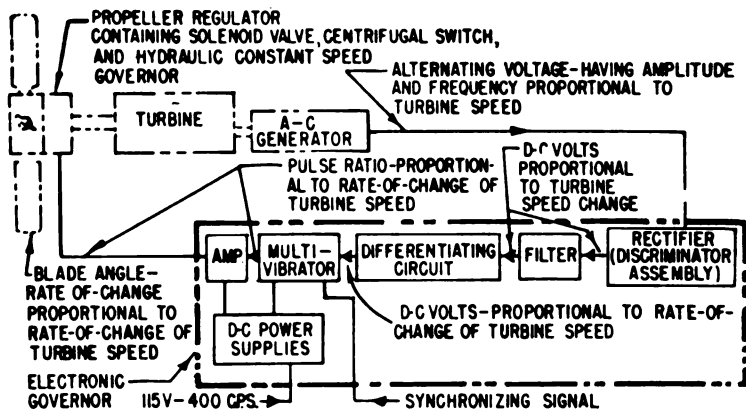 PROPELLER REGULATOR
CONTAINING SOLENOID VALVE, CENTRIFUGAL SWITCH,
AND HYDRAULIC CONSTANT SPEED
GOVERNOR
ALTERNATING VOLTAGE-HAVING AMPLITUDE
AND FREQUENCY PROPORTIONAL TO
TURBINE SPEED
TURBINE
A-C
GENERATOR
PULSE RATIO-PROPORTION-
AL TO RATE-OF-CHANGE OF
TURBINE SPEED
D-C VOLTS
PROPORTIONAL
TO TURBINE
SPEED CHANGE
AMP
MULTI-
VIBRATOR
DIFFERENTIATING
CIRCUIT
FILTER
RECTIFIER
(DISCRIMINATOR
ASSEMBLY)
BLADE ANGLE-
RATE OF-CHANGE
PROPORTIONAL TO
RATE-OF-CHANGE OF
TURBINE SPEED
D-C POWER
SUPPLIES
D-C VOLTS-PROPORTIONAL TO RATE-OF-
CHANGE OF TURBINE SPEED
ELECTRONIC
GOVERNOR
115V-400 CPS.
SYNCHRONIZING SIGNAL